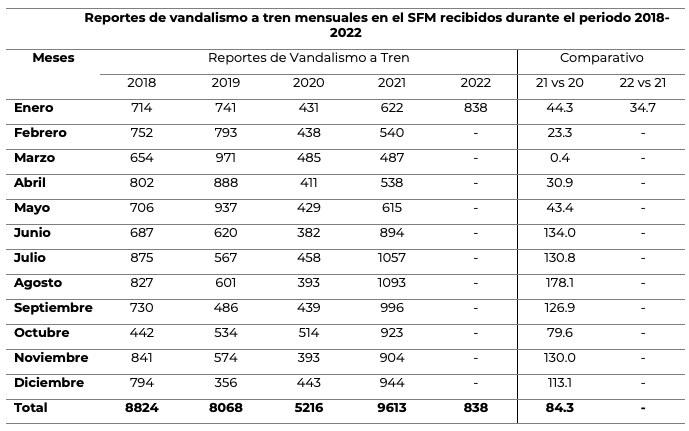 Reportes de vandalismo a tren mensuales en el SFM recibidos durante el periodo 2018-
2022
Meses Reportes de Vandalismo a Tren Comparativo
2018 2019 2020 2021 2022 21 vs 20 22 vs 21
Enero 714 741 431 622 838 44.3 34.7
Febrero 752 793 438 540 - 23.3 -
Marzo 654 971 485 487 - 0.4 -
Abril 802 888 411 538 - 30.9 -
Mayo 706 937 429 615 - 43.4 -
Junio 687 620 382 894 - 134.0 -
Julio 875 567 458 1057 - 130.8 -
Agosto 827 601 393 1093 - 178.1 -
Septiembre 730 486 439 996 - 126.9 -
Octubre 442 534 514 923 - 79.6 -
Noviembre 841 574 393 904 - 130.0 -
Diciembre 794 356 443 944 - 113.1 -
Total 8824 8068 5216 9613 838 84.3 -